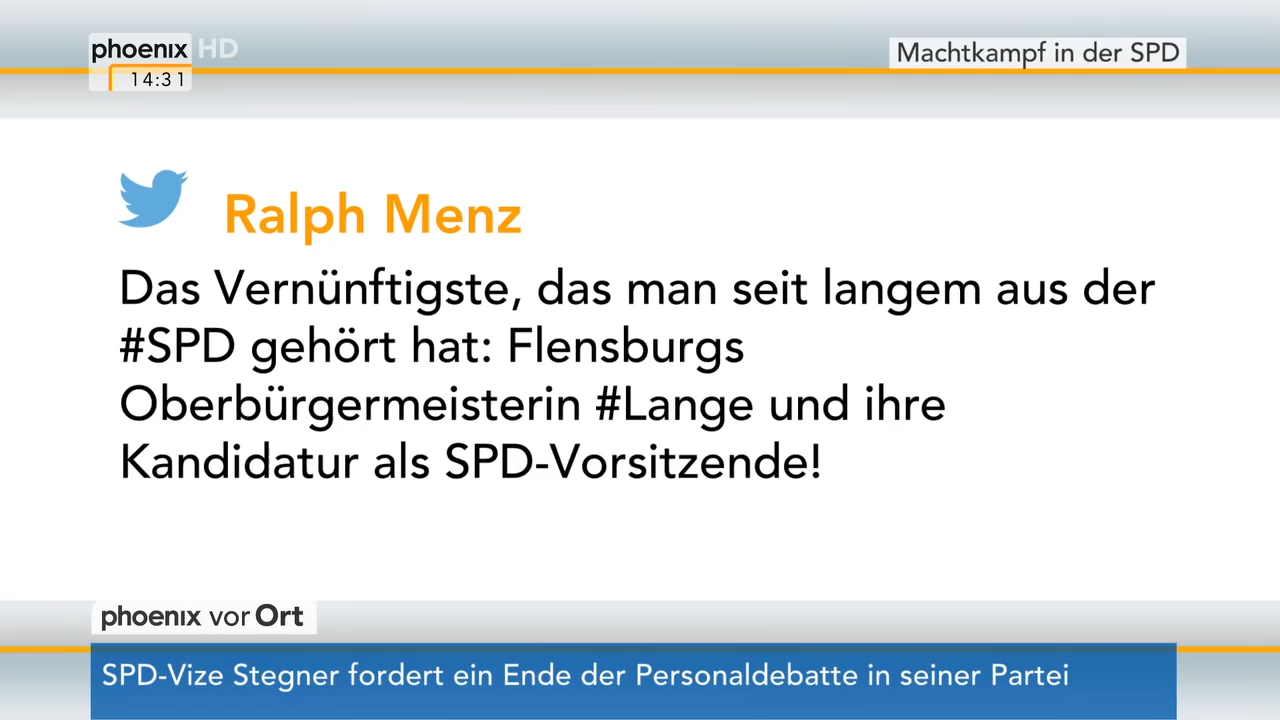 phoenix HD
14:31
Machtkampf in der SPD
Ralph Menz
Das Vernünftigste, das man seit langem aus der
#SPD gehört hat: Flensburgs
Oberbürgermeisterin #Lange und ihre
Kandidatur als SPD-Vorsitzende!
phoenix vor Ort
SPD-Vize Stegner fordert ein Ende der Personaldebatte in seiner Partei